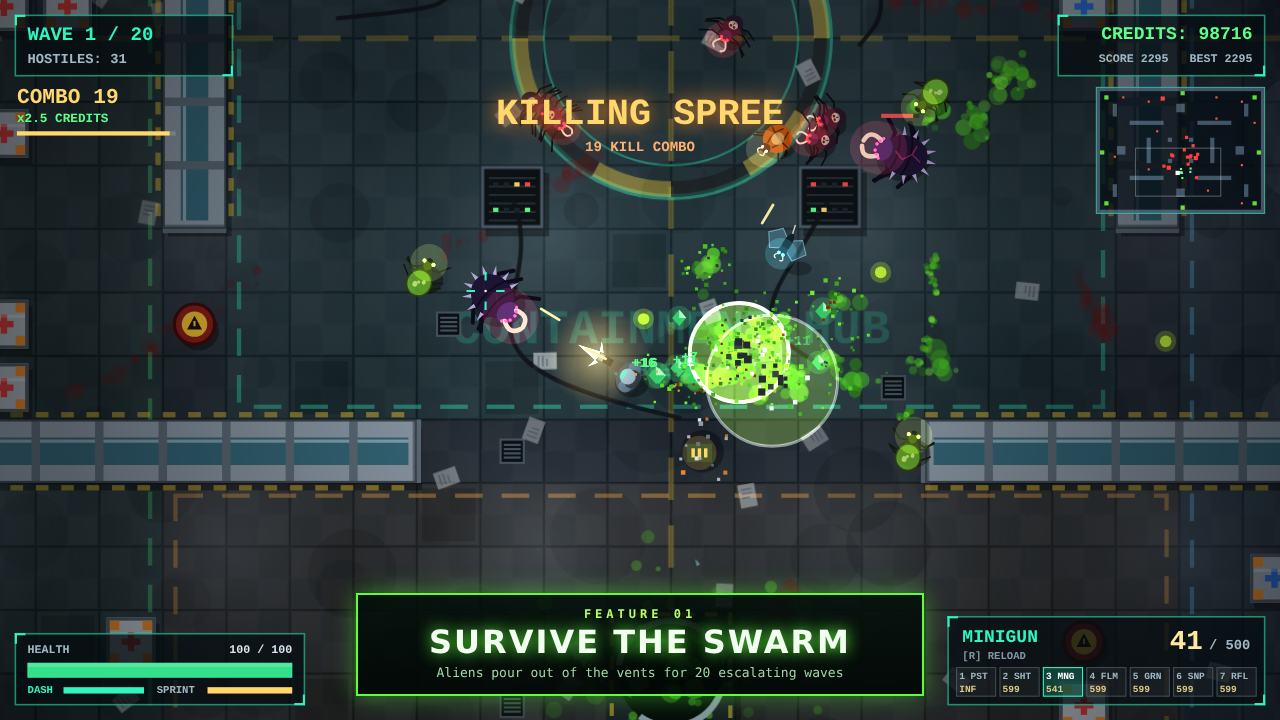 WAVE 1 / 20
HOSTILES: 31
COMBO 19
x2.5 CREDITS
CREDITS: 98716
SCORE 2295 BEST 2295
KILLING SPREE
19 KILL COMBO
+16
FEATURE 01
SURVIVE THE SWARM
Aliens pour out of the vents for 20 escalating waves
HEALTH 100 / 100
DASH SPRINT
MINIGUN 41 / 500
[R] RELOAD
1 PST 2 SHT 3 MNG 4 FLM 5 GRN 6 SNP 7 RFL
INF 599 541 599 599 599 599